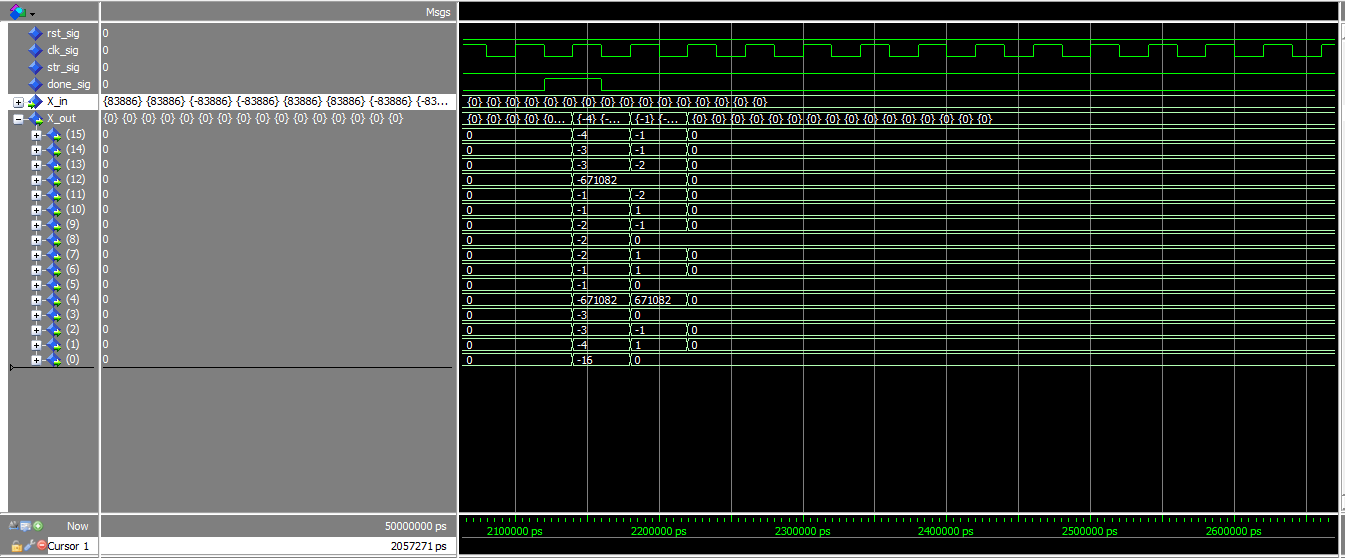 Msgs
rst_sig 0
clk_sig 0
str_sig 0
done_sig 0
X_in {83886} {83886} {-83886} {-83886} {83886} {83886} {-83886} {-83... {0} {0} {0} {0} {0} {0} {0} {0} {0} {0} {0} {0} {0} {0} {0} {0}
X_out {0} {0} {0} {0} {0} {0} {0} {0} {0} {0} {0} {0} {0} {0} {0} {0} {0} {0} {0} {0} {0... {-4} {-... {-1} {-... {0} {0} {0} {0} {0} {0} {0} {0} {0} {0} {0} {0} {0} {0} {0} {0}
(15) 0 0 -4 -1 0
(14) 0 0 -3 -1 0
(13) 0 0 -3 -2 0
(12) 0 0 -671082 0
(11) 0 0 -1 -2 0
(10) 0 0 -1 1 0
(9) 0 0 -2 -1 0
(8) 0 0 -2 0
(7) 0 0 -2 1 0
(6) 0 0 -1 1 0
(5) 0 0 -1 0
(4) 0 0 -671082 671082 0
(3) 0 0 -3 0
(2) 0 0 -3 -1 0
(1) 0 0 -4 1 0
(0) 0 0 -16 0
Now 50000000 ps 2100000 ps 2200000 ps 2300000 ps 2400000 ps 2500000 ps 2600000 ps
Cursor 1 2057271 ps